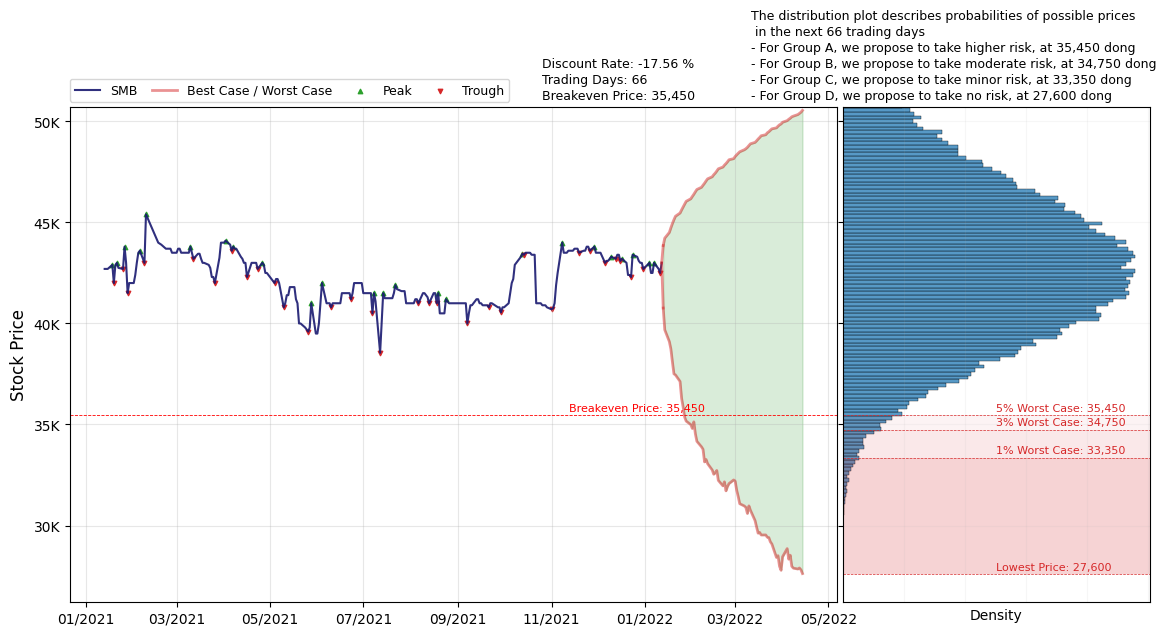 The distribution plot describes probabilities of possible prices
in the next 66 trading days
- For Group A, we propose to take higher risk, at 35,450 dong
- For Group B, we propose to take moderate risk, at 34,750 dong
- For Group C, we propose to take minor risk, at 33,350 dong
- For Group D, we propose to take no risk, at 27,600 dong
Discount Rate: -17.56 %
Trading Days: 66
Breakeven Price: 35,450
SMB
Best Case / Worst Case
Peak
Trough
Stock Price
50K
45K
40K
35K
30K
Breakeven Price: 35,450
01/2021
03/2021
05/2021
07/2021
09/2021
11/2021
01/2022
03/2022
05/2022
5% Worst Case: 35,450
3% Worst Case: 34,750
1% Worst Case: 33,350
Lowest Price: 27,600
Density